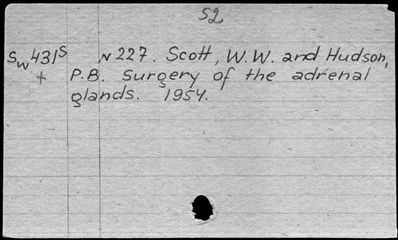 52
Sw431S N227. Scott, W.W. and Hudson,
+ P.B. Surgery of the adrenal
glands. 1954.